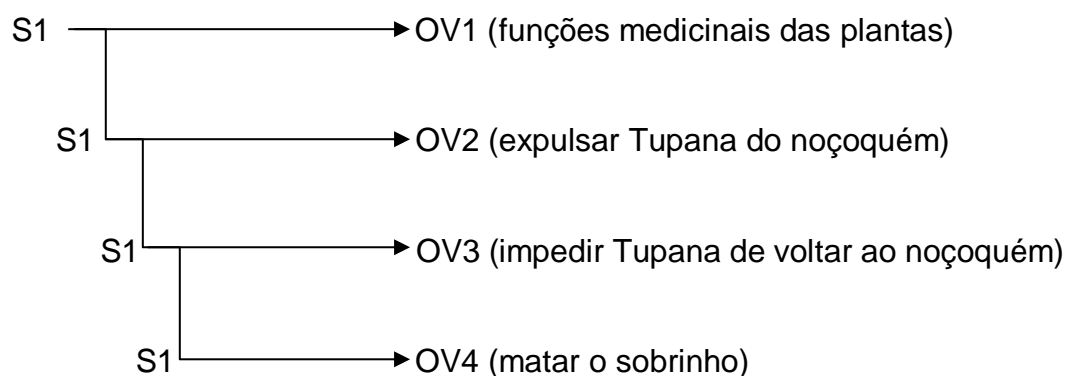 S1 OV1 (funções medicinais das plantas)
S1 OV2 (expulsar Tupana do noçoquém)
S1 OV3 (impedir Tupana de voltar ao noçoquém)
S1 OV4 (matar o sobrinho)